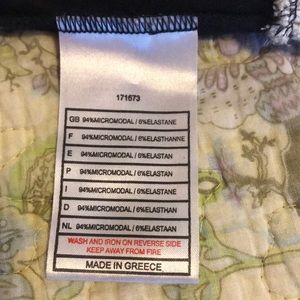 171673
GB 94%MICROMODAL / 6%ELASTANE
F 94%MICROMODAL / 6%ELASTHANNE
E 94%MICROMODAL / 6%ELASTAN
P 94%MICROMODAL / 6%ELASTAN
I 94%MICROMODAL / 6%ELASTANE
D 94%MICROMODAL / 6%ELASTHAN
NL 94%MICROMODAL / 6%ELASTAAN
WASH AND IRON ON REVERSE SIDE
KEEP AWAY FROM FIRE
MADE IN GREECE